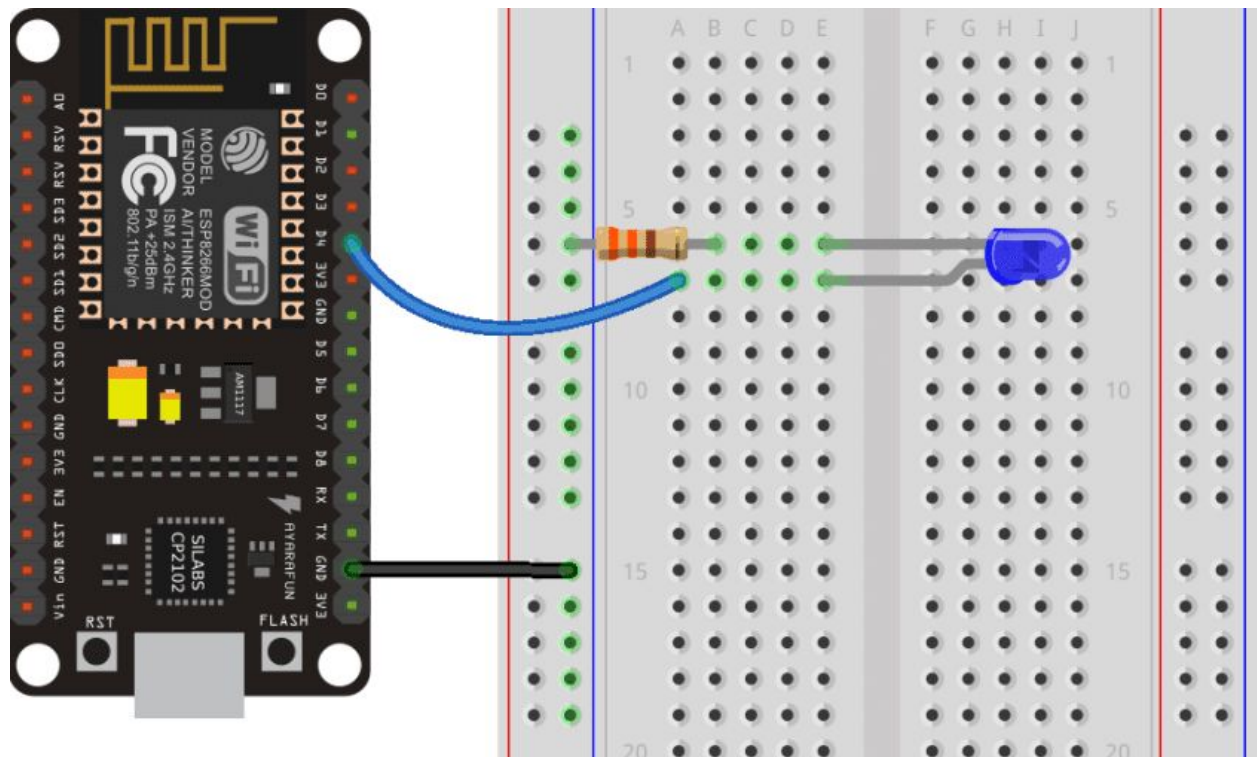 A0
RSV
RSV
SD3
SD2
SD1
CMD
SD0
CLK
GND
3V3
EN
RST
GND
Vin
FC
MODEL
VENDOR
ESP8266MOD
AI/THINKER
ISM 2.4GHz
PA +25dBm
802.11b/g/n
WiFi
D0
D1
D2
D3
D4
3V3
GND
D5
D6
D7
D8
RX
TX
GND
3V3
AM1117
AYARAFUN
SILABS
CP2102
RST
FLASH
A B C D E F G H I J
1 1
5 5
10 10
15 15
20 20